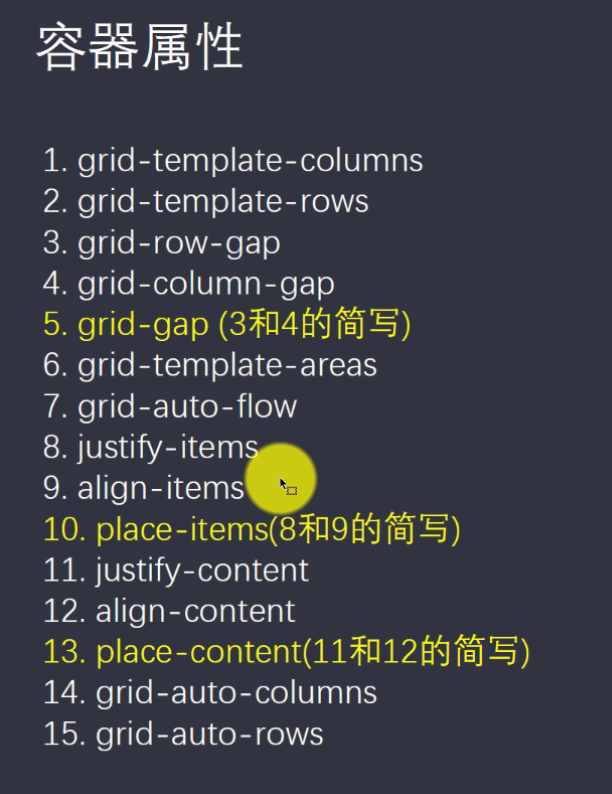 容器属性
1. grid-template-columns
2. grid-template-rows
3. grid-row-gap
4. grid-column-gap
5. grid-gap (3和4的简写)
6. grid-template-areas
7. grid-auto-flow
8. justify-items
9. align-items
10. place-items(8和9的简写)
11. justify-content
12. align-content
13. place-content(11和12的简写)
14. grid-auto-columns
15. grid-auto-rows